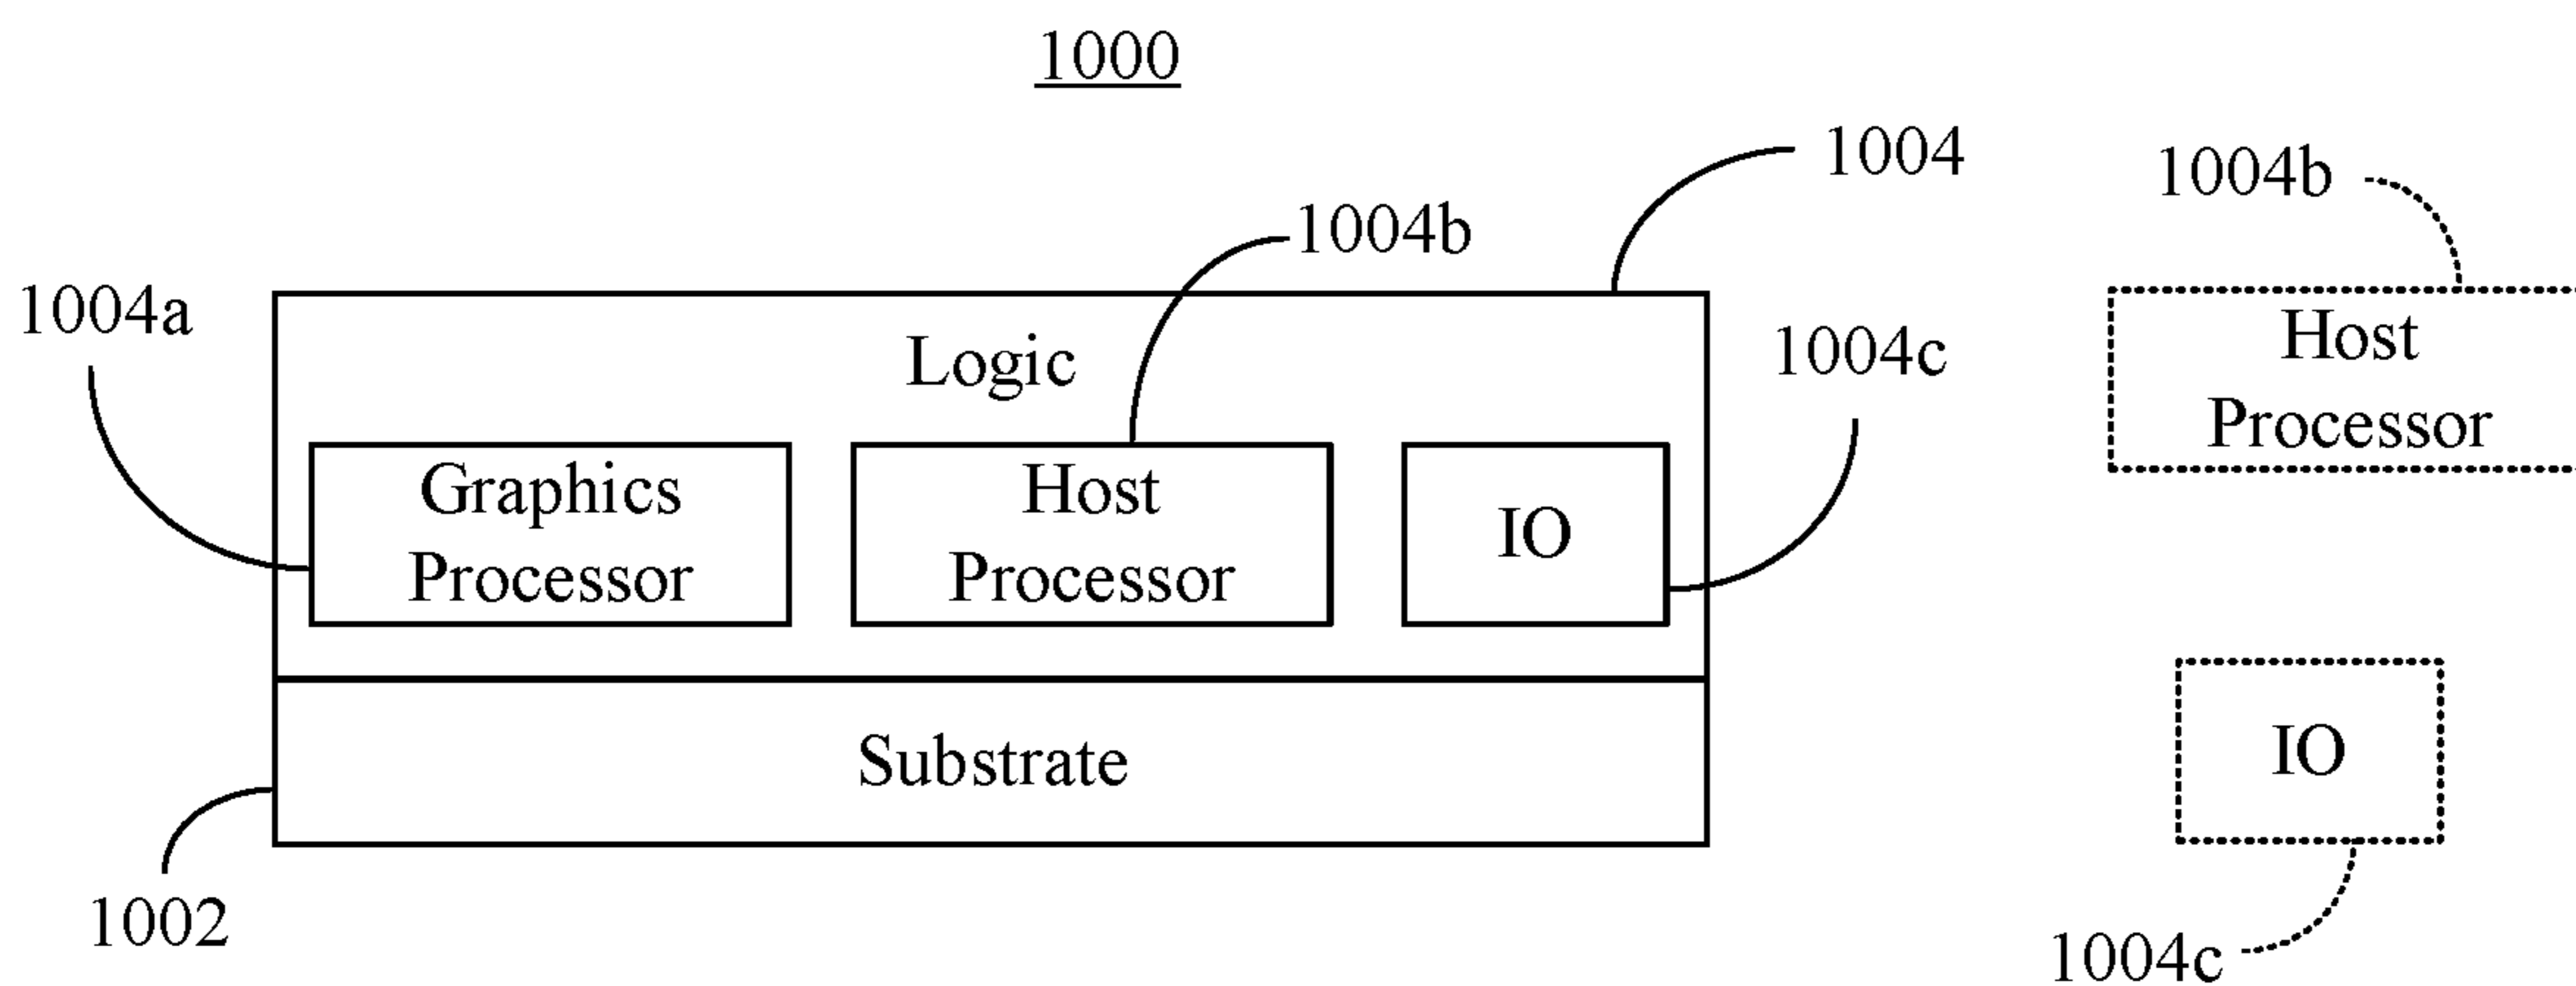 1000
1004
1004b
1004b
1004a
1004c
Logic
Host
Processor
Graphics
Processor
Host
Processor
IO
Substrate
IO
1002
1004c